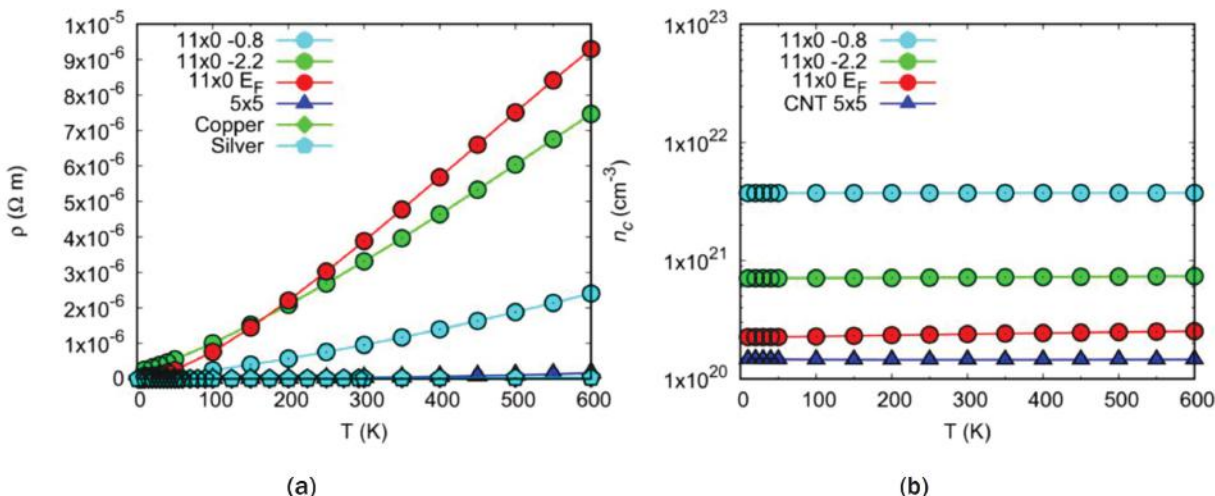 1x10⁻⁵
9x10⁻⁶
8x10⁻⁶
7x10⁻⁶
6x10⁻⁶
5x10⁻⁶
4x10⁻⁶
3x10⁻⁶
2x10⁻⁶
1x10⁻⁶
0
ρ (Ω m)
11x0 -0.8
11x0 -2.2
11x0 E_F
5x5
Copper
Silver
0 100 200 300 400 500 600
T (K)
(a)
1x10²³
1x10²²
1x10²¹
1x10²⁰
n_c (cm⁻³)
11x0 -0.8
11x0 -2.2
11x0 E_F
CNT 5x5
0 100 200 300 400 500 600
T (K)
(b)